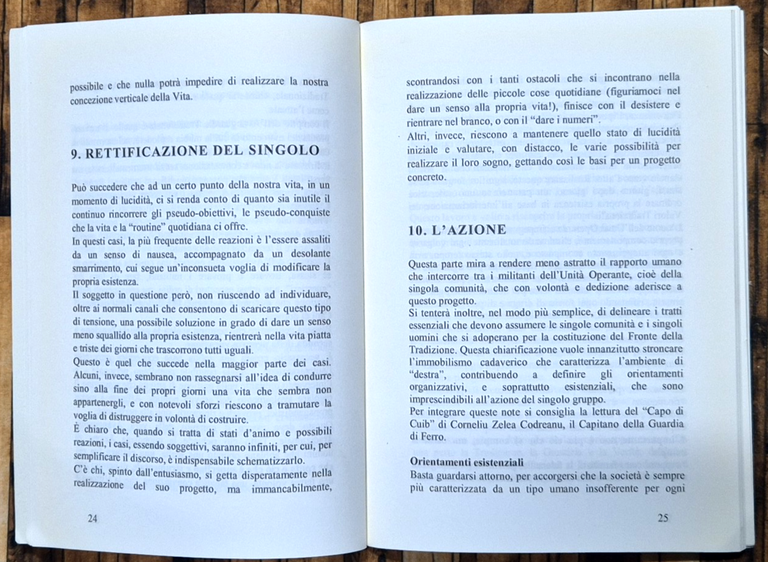 possibile e che nulla potrà impedire di realizzare la nostra
concezione verticale della Vita.
9. RETTIFICAZIONE DEL SINGOLO
Può succedere che ad un certo punto della nostra vita, in un
momento di lucidità, ci si renda conto di quanto sia inutile il
continuo rincorrere gli pseudo-obiettivi, le pseudo-conquiste
che la vita e la "routine" quotidiana ci offre.
In questi casi, la più frequente delle reazioni è l'essere assaliti
da un senso di nausea, accompagnato da un desolante
smarrimento, cui segue un'inconsueta voglia di modificare la
propria esistenza.
Il soggetto in questione però, non riuscendo ad individuare,
oltre ai normali canali che consentono di scaricare questo tipo
di tensione, una possibile soluzione in grado di dare un senso
meno squallido alla propria esistenza, rientrerà nella vita piatta
e triste dei giorni che trascorrono tutti uguali.
Questo è quel che succede nella maggior parte dei casi.
Alcuni, invece, sembrano non rassegnarsi all'idea di condurre
sino alla fine dei propri giorni una vita che sembra non
appartenergli, e con notevoli sforzi riescono a tramutare la
voglia di distruggere in volontà di costruire.
È chiaro che, quando si tratta di stati d'animo e possibili
reazioni, i casi, essendo soggettivi, saranno infiniti, per cui, per
semplificare il discorso, è indispensabile schematizzarlo.
C'è chi, spinto dall'entusiasmo, si getta disperatamente nella
realizzazione del suo progetto, ma immancabilmente,
24
scontrandosi con i tanti ostacoli che si incontrano nella
realizzazione delle piccole cose quotidiane (figuriamoci nel
dare un senso alla propria vita!), finisce con il desistere e
rientrare nel branco, o con il "dare i numeri".
Altri, invece, riescono a mantenere quello stato di lucidità
iniziale e valutare, con distacco, le varie possibilità per
realizzare il loro sogno, gettando così le basi per un progetto
concreto.
10. L'AZIONE
Questa parte mira a rendere meno astratto il rapporto umano
che intercorre tra i militanti dell'Unità Operante, cioè della
singola comunità, che con volontà e dedizione aderisce a
questo progetto.
Si tenterà inoltre, nel modo più semplice, di delineare i tratti
essenziali che devono assumere le singole comunità e i singoli
uomini che si adoperano per la costituzione del Fronte della
Tradizione. Questa chiarificazione vuole innanzitutto stroncare
l'immobilismo cadaverico che caratterizza l'ambiente di
"destra", contribuendo a definire gli orientamenti
organizzativi, e soprattutto esistenziali, che sono
imprescindibili all'azione del singolo gruppo.
Per integrare queste note si consiglia la lettura del "Capo di
Cuib" di Corneliu Zelea Codreanu, il Capitano della Guardia
di Ferro.
Orientamenti esistenziali
Basta guardarsi attorno, per accorgersi che la società è sempre
più caratterizzata da un tipo umano insofferente per ogni
25